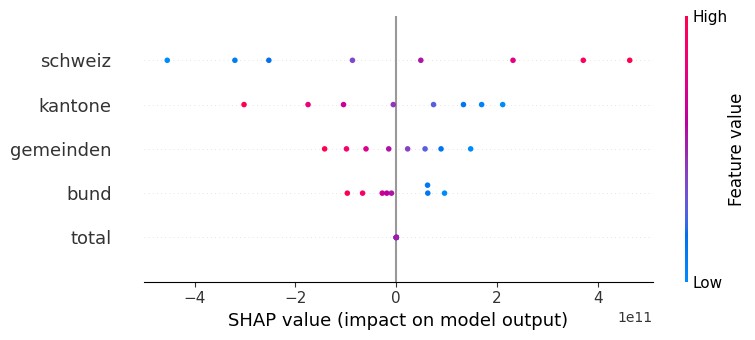 High
schweiz
kantone
gemeinden
bund
total
Low
Feature value
−4
−2
0
2
4
1e11
SHAP value (impact on model output)